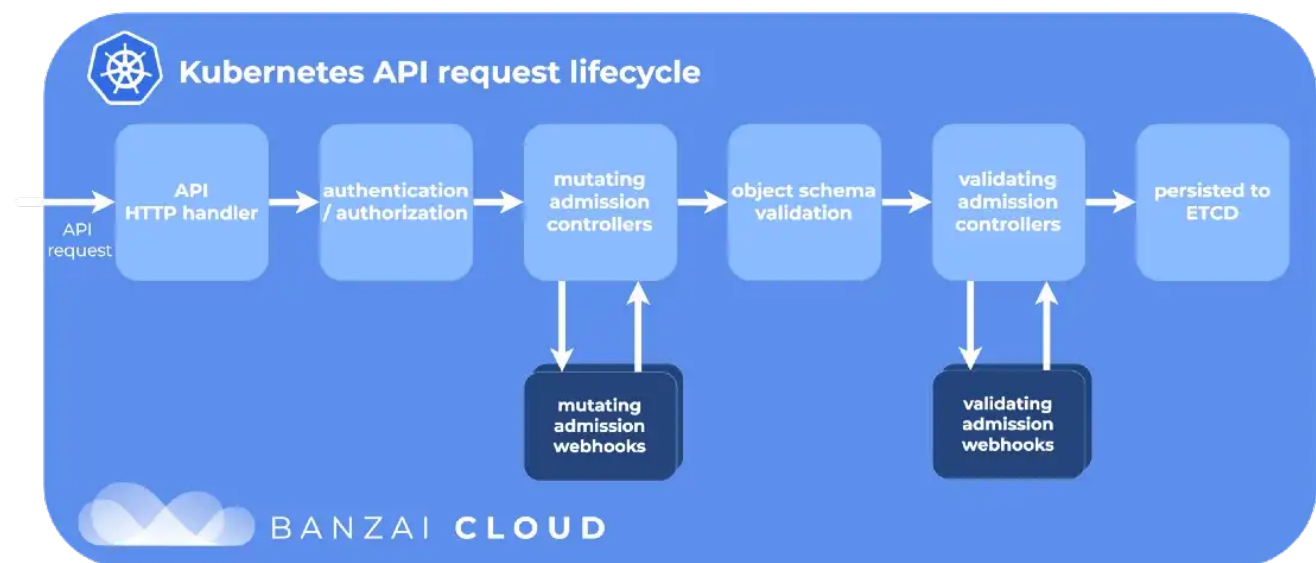 Kubernetes API request lifecycle
API
request
API
HTTP handler
authentication
/ authorization
mutating
admission
controllers
object schema
validation
validating
admission
controllers
persisted to
ETCD
mutating
admission
webhooks
validating
admission
webhooks
BANZAI CLOUD